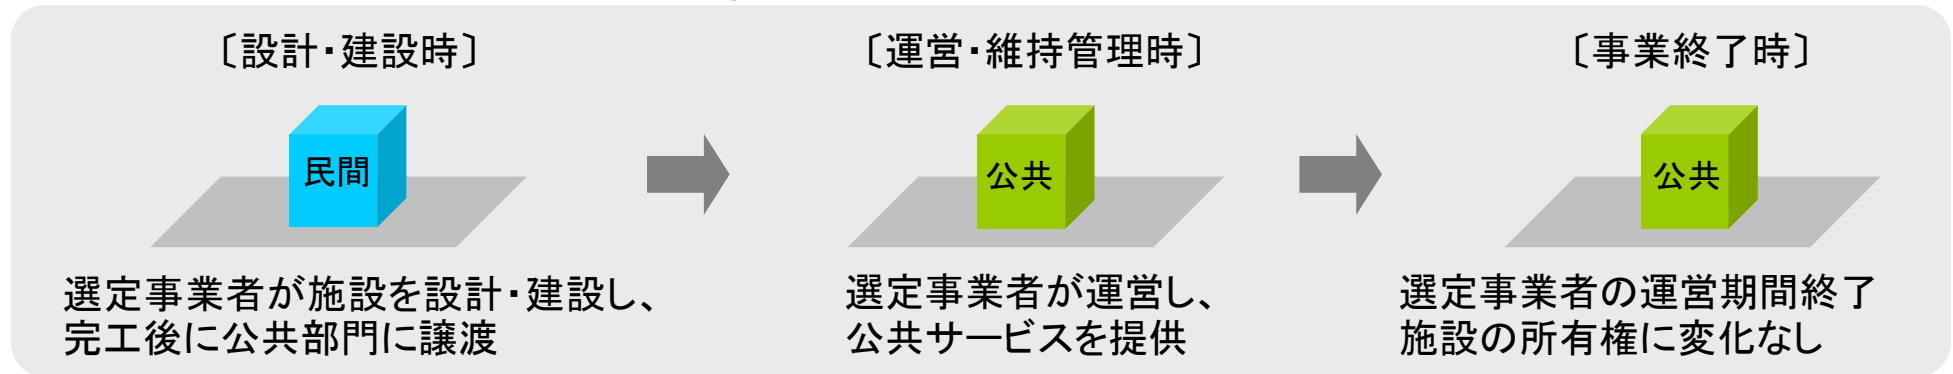 〔設計・建設時〕
〔運営・維持管理時〕
〔事業終了時〕
民間
公共
公共
選定事業者が施設を設計・建設し、
完工後に公共部門に譲渡
選定事業者が運営し、
公共サービスを提供
選定事業者の運営期間終了
施設の所有権に変化なし